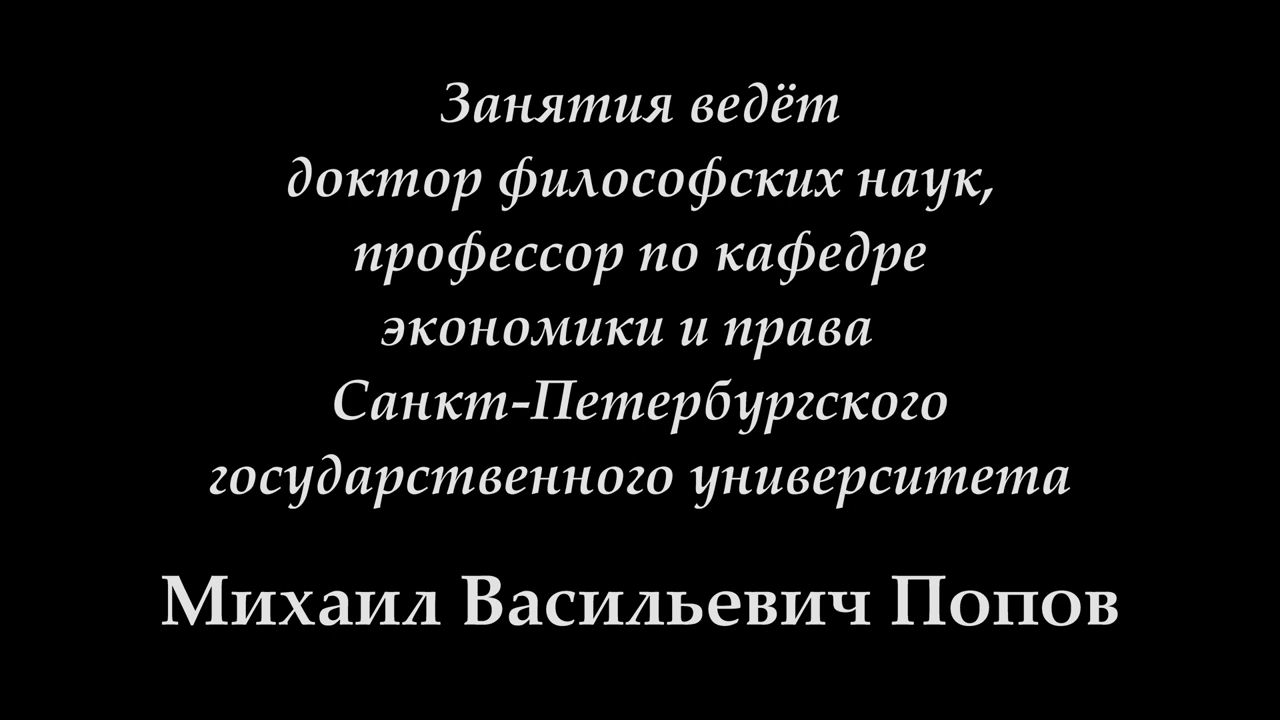 Занятия ведёт
доктор философских наук,
профессор по кафедре
экономики и права
Санкт-Петербургского
государственного университета
Михаил Васильевич Попов